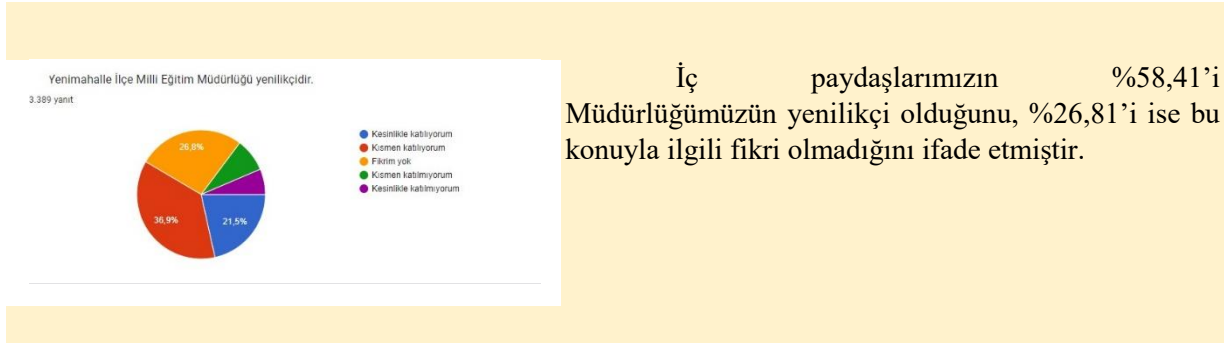 Yenimahalle İlçe Milli Eğitim Müdürlüğü yenilikçidir.
3.389 yanıt
26,8%
36,9%
21,5%
Kesinlikle katılıyorum
Kısmen katılıyorum
Fikrim yok
Kısmen katılmıyorum
Kesinlikle katılmıyorum
İç paydaşlarımızın %58,41’i
Müdürlüğümüzün yenilikçi olduğunu, %26,81’i ise bu
konuyla ilgili fikri olmadığını ifade etmiştir.